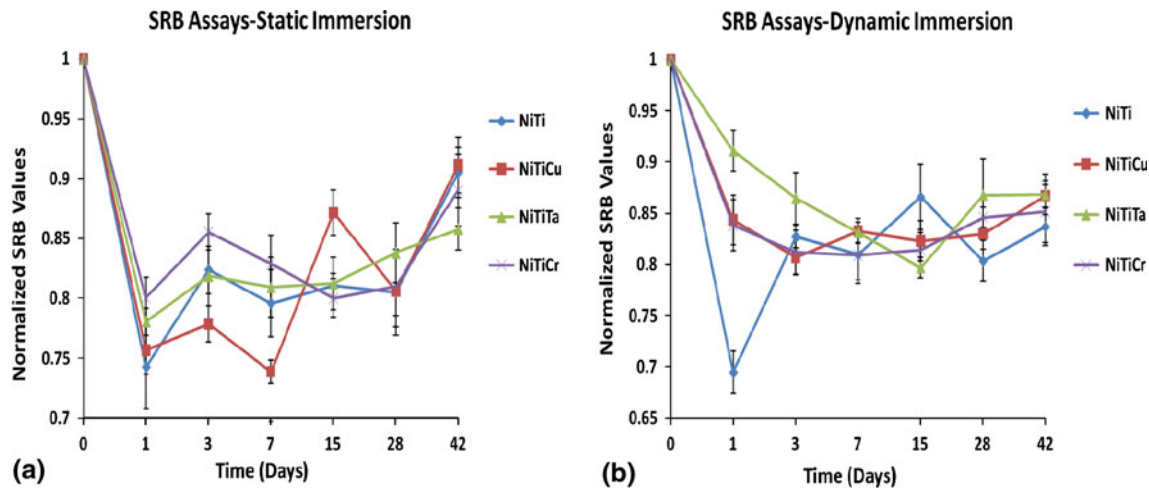 SRB Assays-Static Immersion
Normalized SRB Values
1
0.95
0.9
0.85
0.8
0.75
0.7
0 1 3 7 15 28 42
Time (Days)
NiTi
NiTiCu
NiTiTa
NiTiCr
(a)
SRB Assays-Dynamic Immersion
Normalized SRB Values
1
0.95
0.9
0.85
0.8
0.75
0.7
0.65
0 1 3 7 15 28 42
Time (Days)
NiTi
NiTiCu
NiTiTa
NiTiCr
(b)